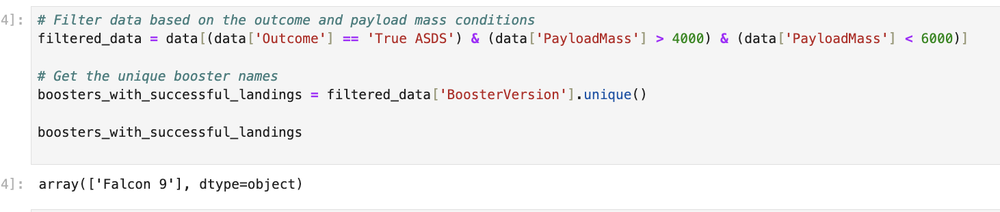 4]: # Filter data based on the outcome and payload mass conditions
filtered_data = data[(data['Outcome'] == 'True ASDS') & (data['PayloadMass'] > 4000) & (data['PayloadMass'] < 6000)]
# Get the unique booster names
boosters_with_successful_landings = filtered_data['BoosterVersion'].unique()
boosters_with_successful_landings
4]: array(['Falcon 9'], dtype=object)